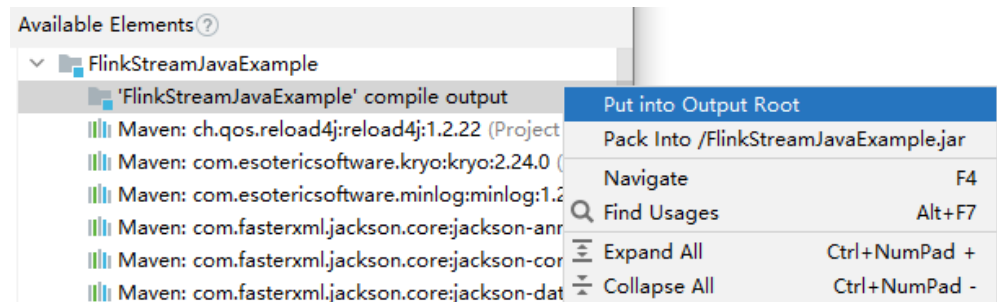 Available Elements ?
FlinkStreamJavaExample
'FlinkStreamJavaExample' compile output
Maven: ch.qos.reload4j:reload4j:1.2.22 (Project
Maven: com.esotericsoftware.kryo:kryo:2.24.0 (
Maven: com.esotericsoftware.minlog:minlog:1.2
Maven: com.fasterxml.jackson.core:jackson-ann
Maven: com.fasterxml.jackson.core:jackson-cor
Maven: com.fasterxml.jackson.core:jackson-dat
Put into Output Root
Pack Into /FlinkStreamJavaExample.jar
Navigate F4
Find Usages Alt+F7
Expand All Ctrl+NumPad +
Collapse All Ctrl+NumPad -